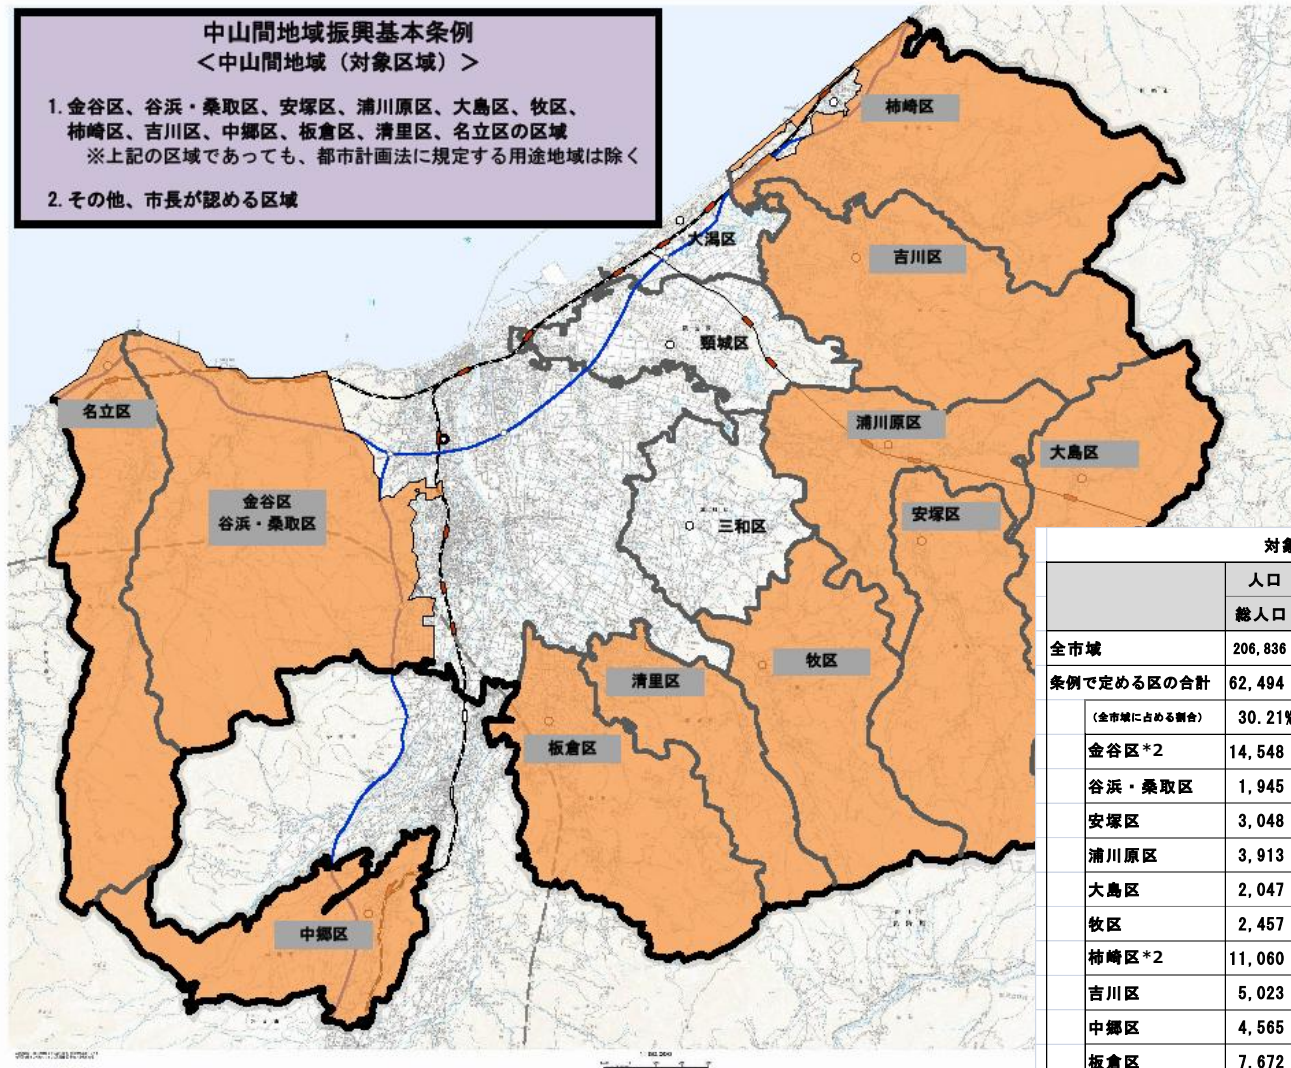 中山間地域振興基本条例
＜中山間地域（対象区域）＞
1. 金谷区、谷浜・桑取区、安塚区、浦川原区、大島区、牧区、
柿崎区、吉川区、中郷区、板倉区、清里区、名立区の区域
※上記の区域であっても、都市計画法に規定する用途地域は除く
2. その他、市長が認める区域
柿崎区
大潟区
吉川区
頸城区
名立区
浦川原区
大島区
金谷区
谷浜・桑取区
安塚区
三和区
牧区
清里区
板倉区
中郷区
対象
人口
総人口
全市域 206,836
条例で定める区の合計 62,494
（全市域に占める割合） 30.21%
金谷区*2 14,548
谷浜・桑取区 1,945
安塚区 3,048
浦川原区 3,913
大島区 2,047
牧区 2,457
柿崎区*2 11,060
吉川区 5,023
中郷区 4,565
板倉区 7,672